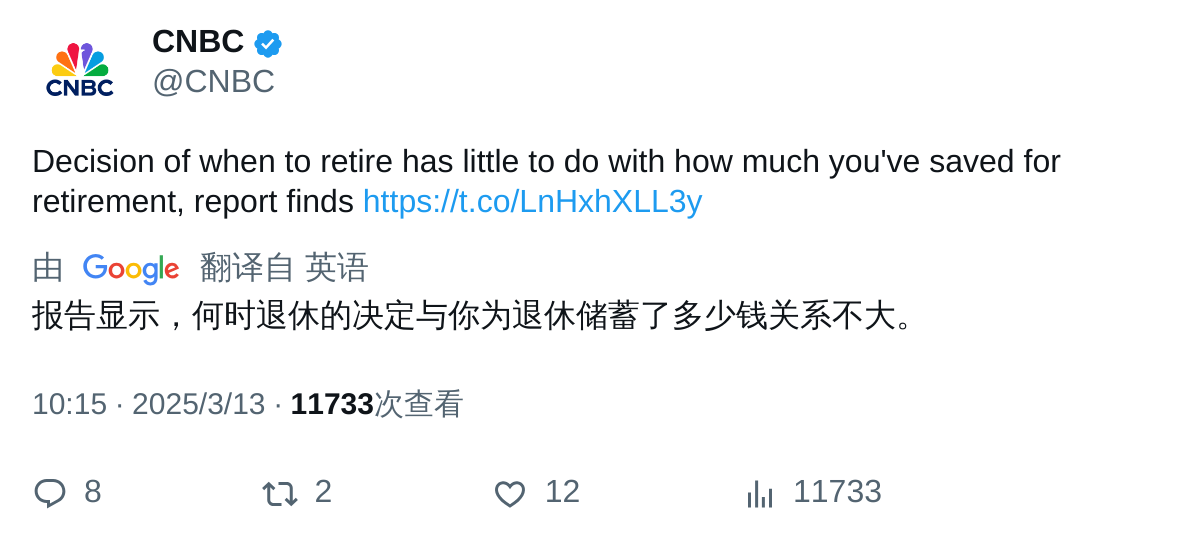 CNBC
CNBC
@CNBC
Decision of when to retire has little to do with how much you've saved for
retirement, report finds https://t.co/LnHxhXLL3y
由 Google 翻译自 英语
报告显示，何时退休的决定与你为退休储蓄了多少钱关系不大。
10:15 · 2025/3/13 · 11733次查看
8 2 12 11733